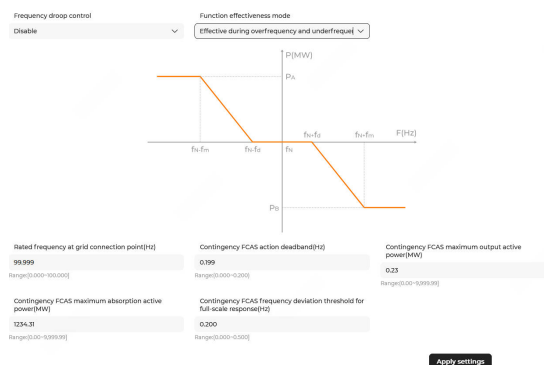 Frequency droop control
Function effectiveness mode
Disable
Effective during overfrequency and underfreque
P(MW)
PA
fN-fm
fN-fd
fN
fN+fd
fN+fm
F(Hz)
PB
Rated frequency at grid connection point(Hz)
Contingency FCAS action deadband(Hz)
Contingency FCAS maximum output active
power(MW)
99.999
0.199
0.23
Range:[0.000~100.000]
Range:[0.000~0.200]
Range:[0.00~9,999.99]
Contingency FCAS maximum absorption active
power(MW)
Contingency FCAS frequency deviation threshold for
full-scale response(Hz)
1234.31
0.200
Range:[0.00~9,999.99]
Range:[0.000~0.500]
Apply settings